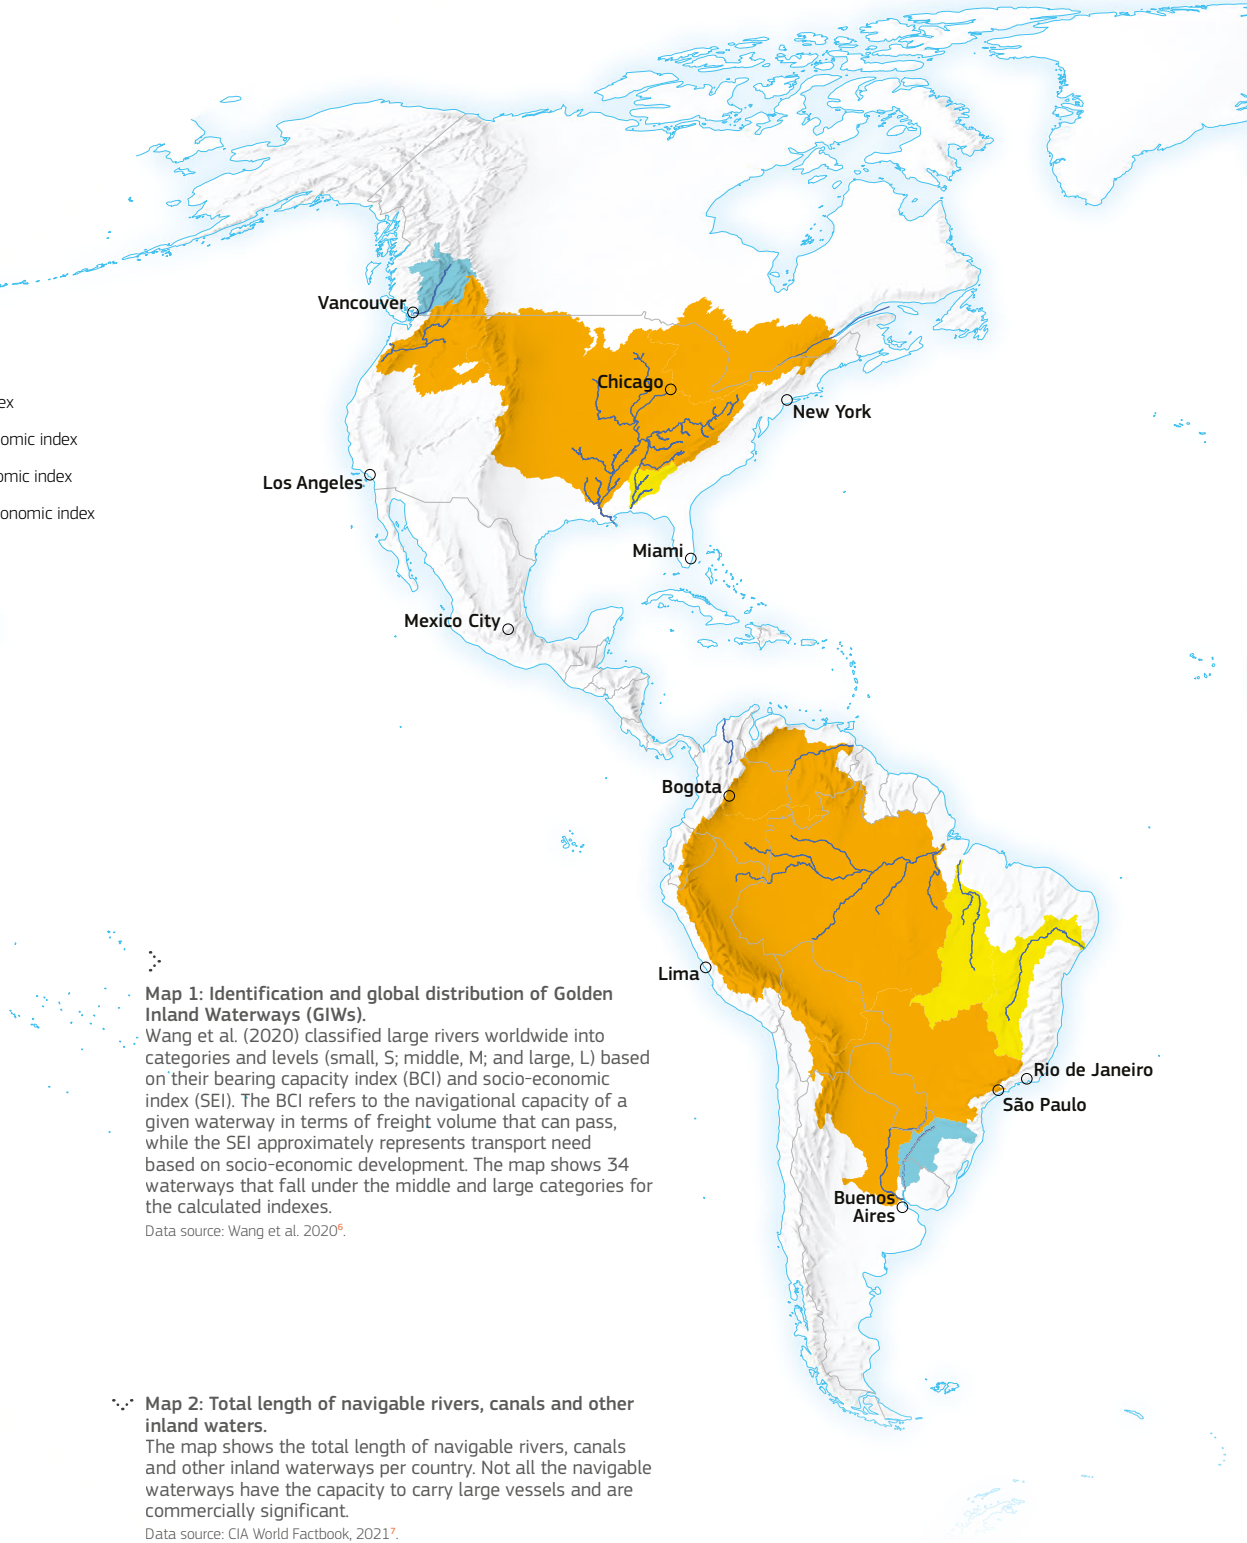 Vancouver
Chicago
New York
ex
omic index
Los Angeles
omic index
onomic index
Miami
Mexico City
Bogota
Lima
Map 1: Identification and global distribution of Golden
Inland Waterways (GIWs).
Wang et al. (2020) classified large rivers worldwide into
categories and levels (small, S; middle, M; and large, L) based
on their bearing capacity index (BCI) and socio-economic
index (SEI). The BCI refers to the navigational capacity of a
given waterway in terms of freight volume that can pass,
while the SEI approximately represents transport need
based on socio-economic development. The map shows 34
waterways that fall under the middle and large categories for
the calculated indexes.
Data source: Wang et al. 2020⁶.
Rio de Janeiro
São Paulo
Buenos
Aires
Map 2: Total length of navigable rivers, canals and other
inland waters.
The map shows the total length of navigable rivers, canals
and other inland waterways per country. Not all the navigable
waterways have the capacity to carry large vessels and are
commercially significant.
Data source: CIA World Factbook, 2021⁷.